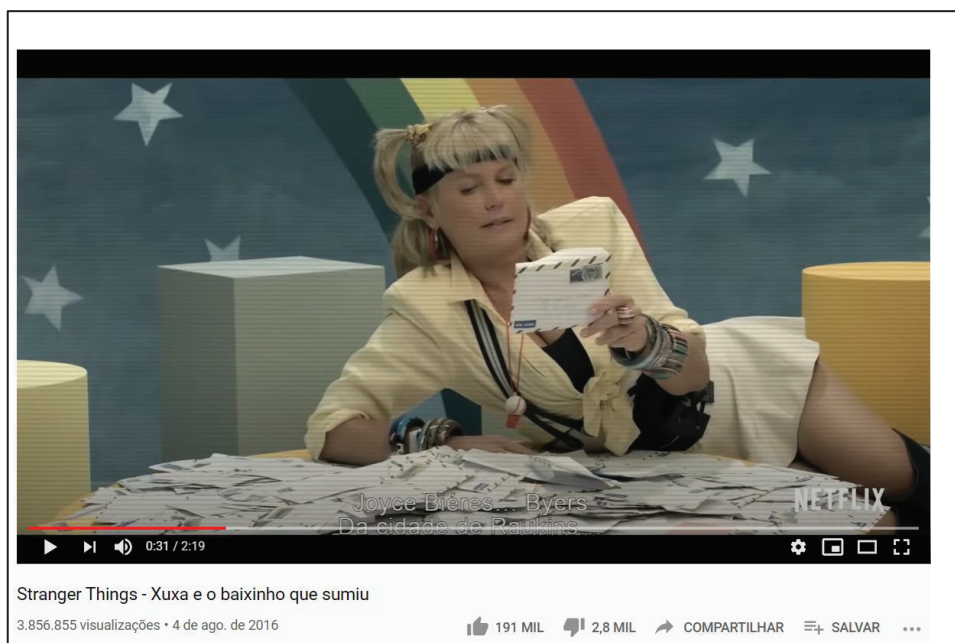 Joyce Bières... Byers
Da cidade de Raukins...
NETFLIX
0:31 / 2:19
Stranger Things - Xuxa e o baixinho que sumiu
3.856.855 visualizações • 4 de ago. de 2016
191 MIL
2,8 MIL
COMPARTILHAR
SALVAR